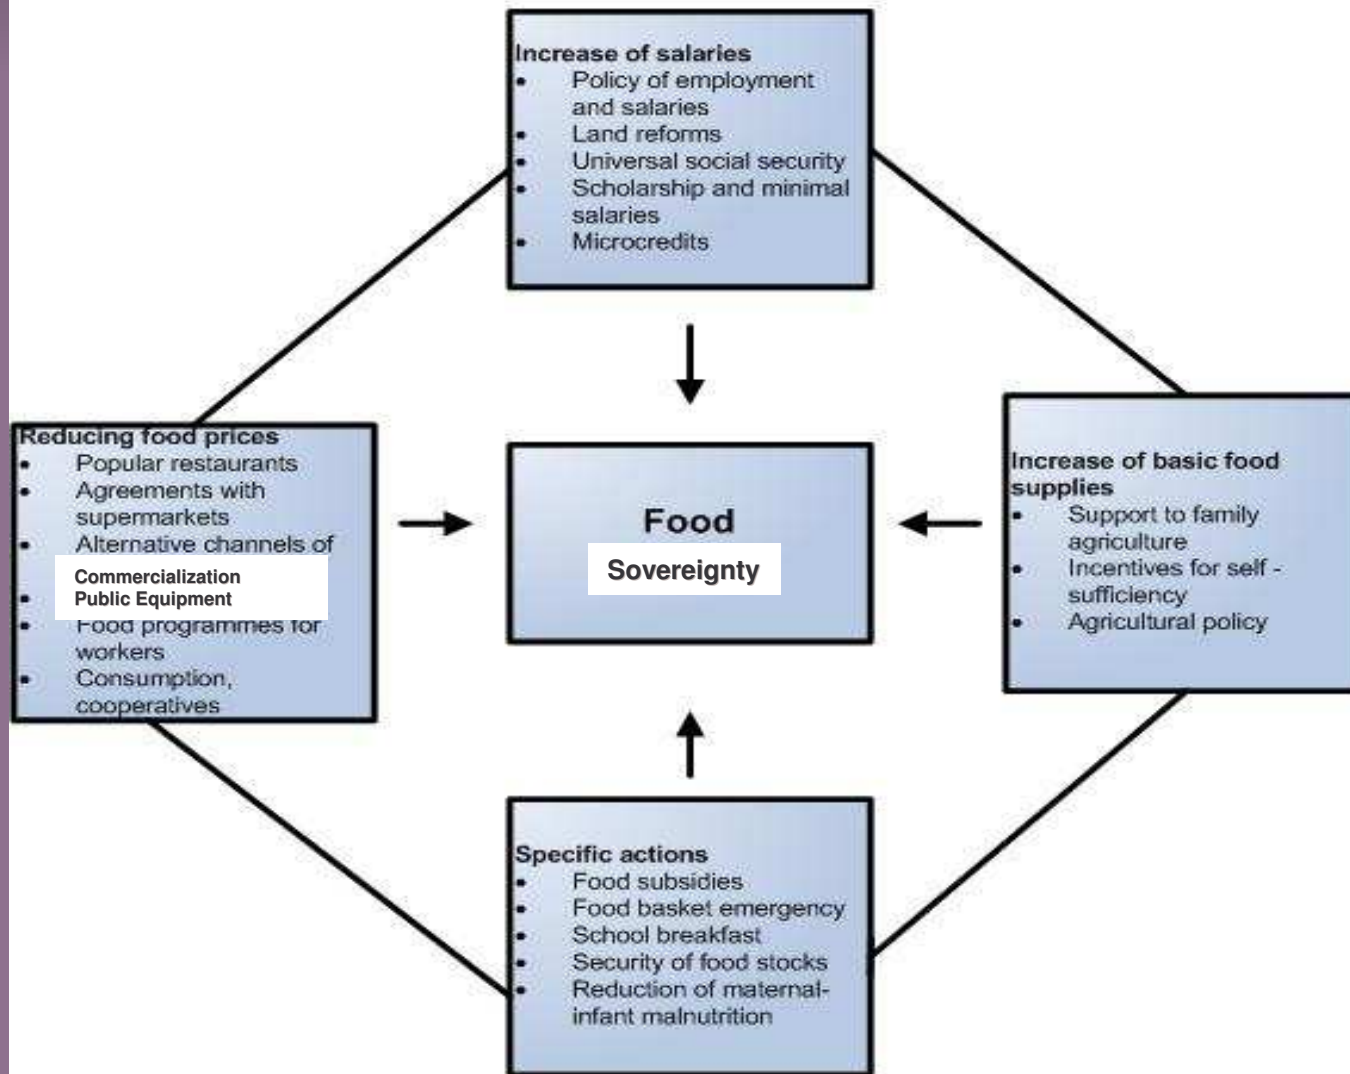 Increase of salaries
• Policy of employment
and salaries
• Land reforms
• Universal social security
• Scholarship and minimal
salaries
• Microcredits
Reducing food prices
• Popular restaurants
• Agreements with
supermarkets
• Alternative channels of
Commercialization
• Public Equipment
• Food programmes for
workers
• Consumption,
cooperatives
Food
Sovereignty
Increase of basic food
supplies
• Support to family
agriculture
• Incentives for self -
sufficiency
• Agricultural policy
Specific actions
• Food subsidies
• Food basket emergency
• School breakfast
• Security of food stocks
• Reduction of maternal-
infant malnutrition